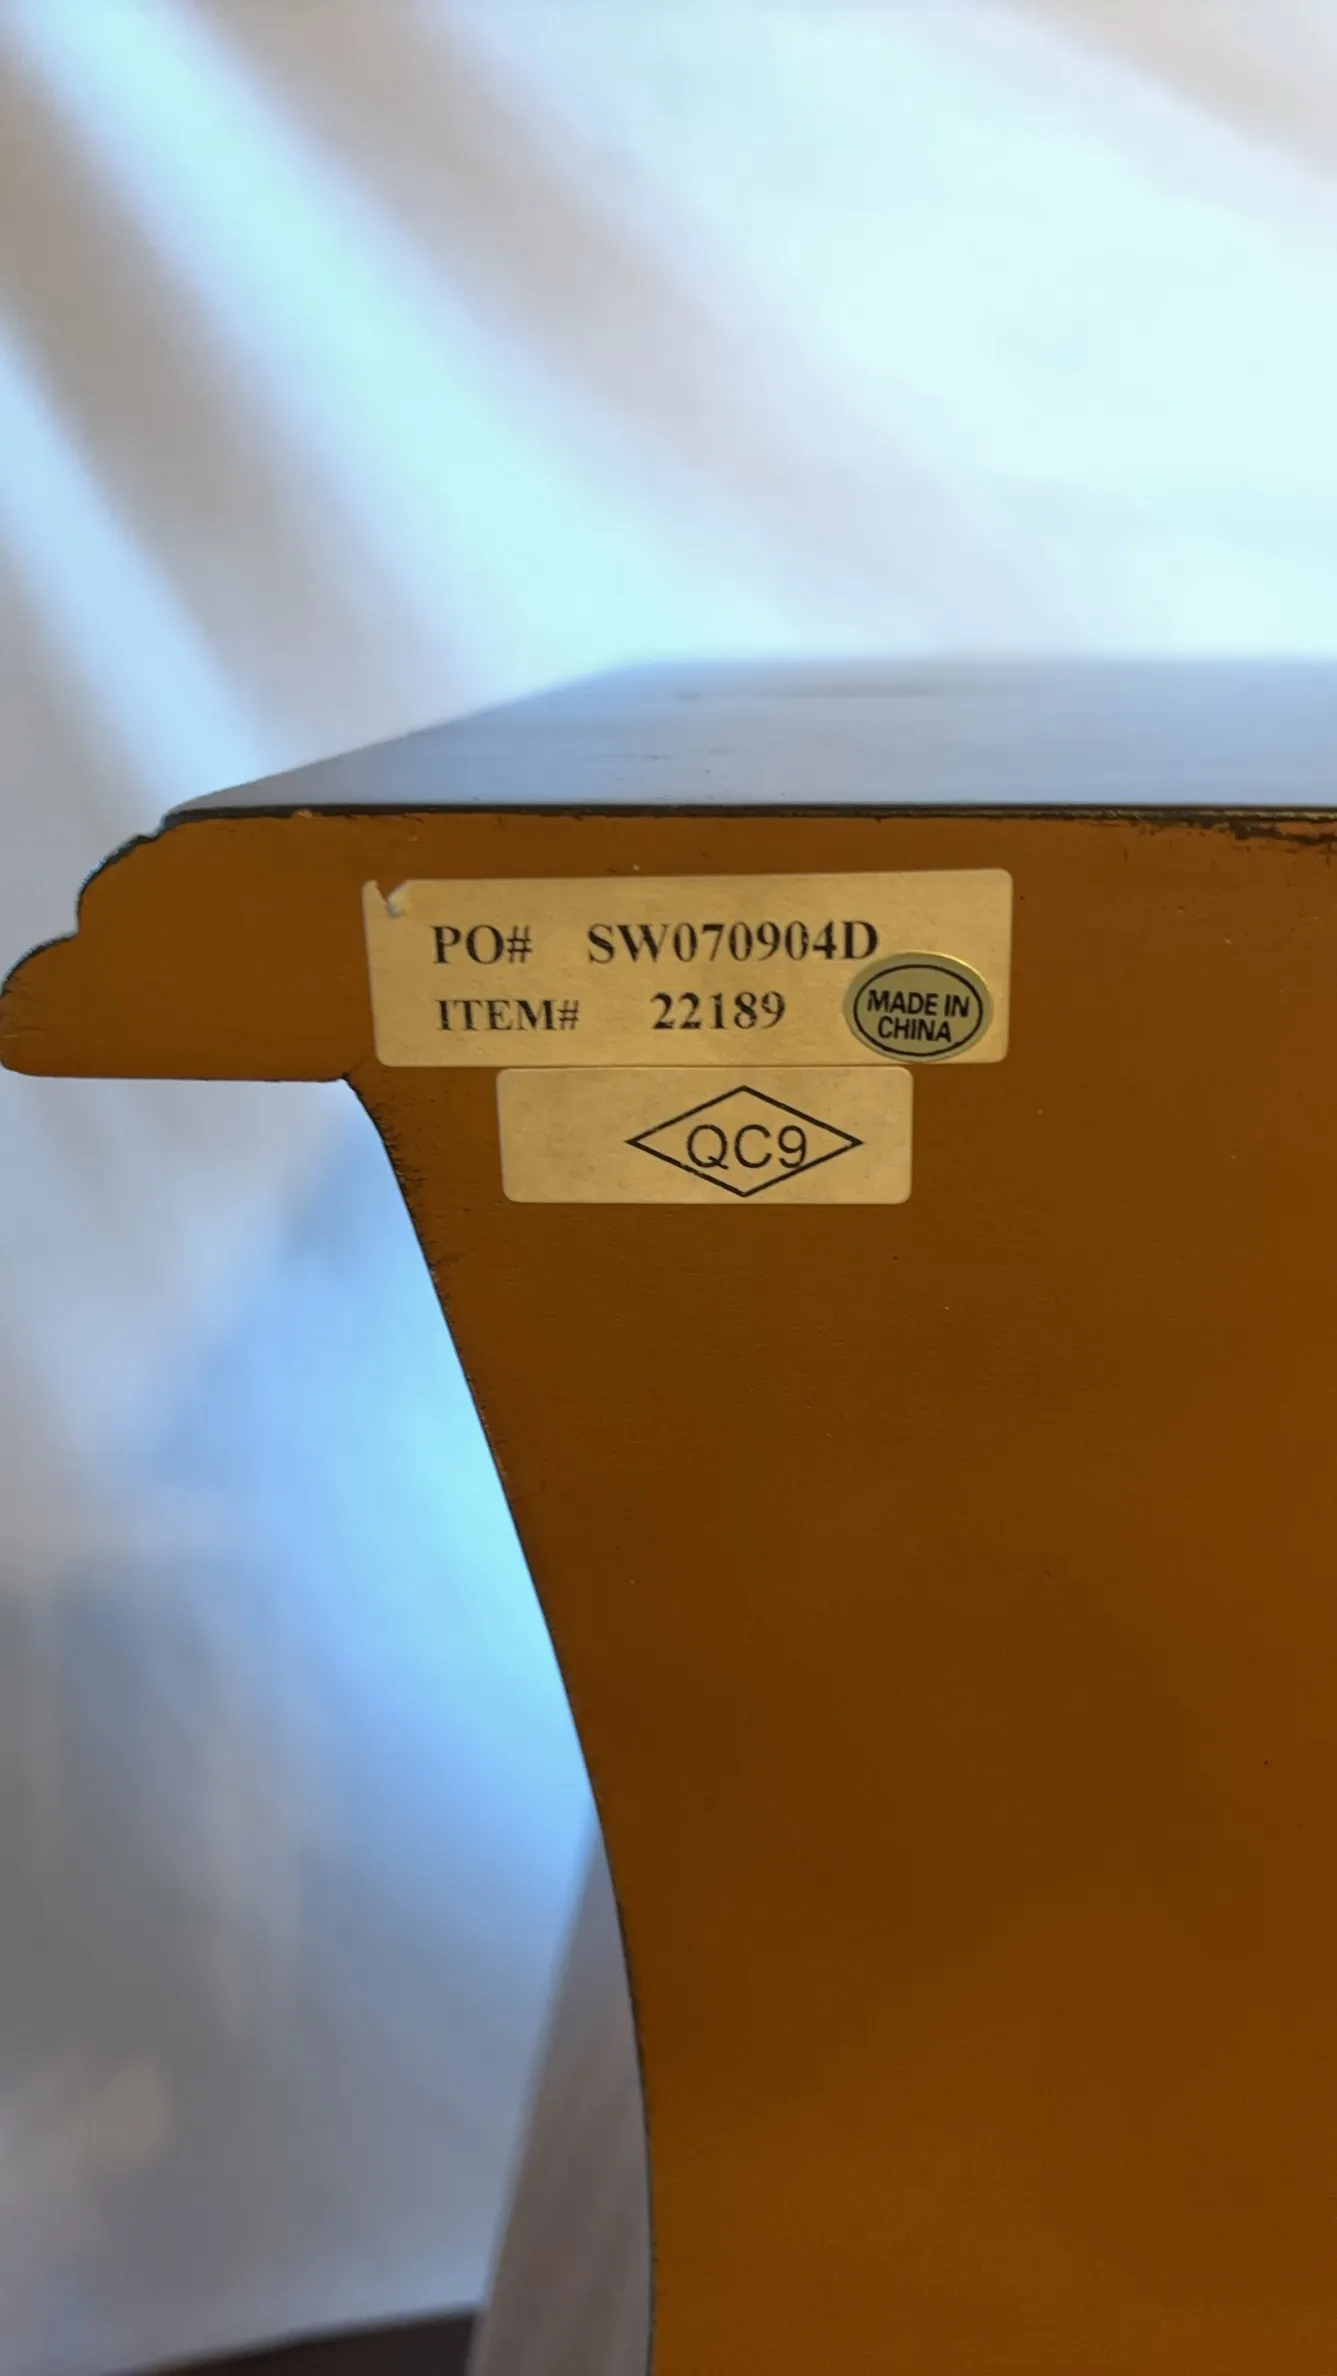 PO# SW070904D
ITEM# 22189
MADE IN
CHINA
QC9